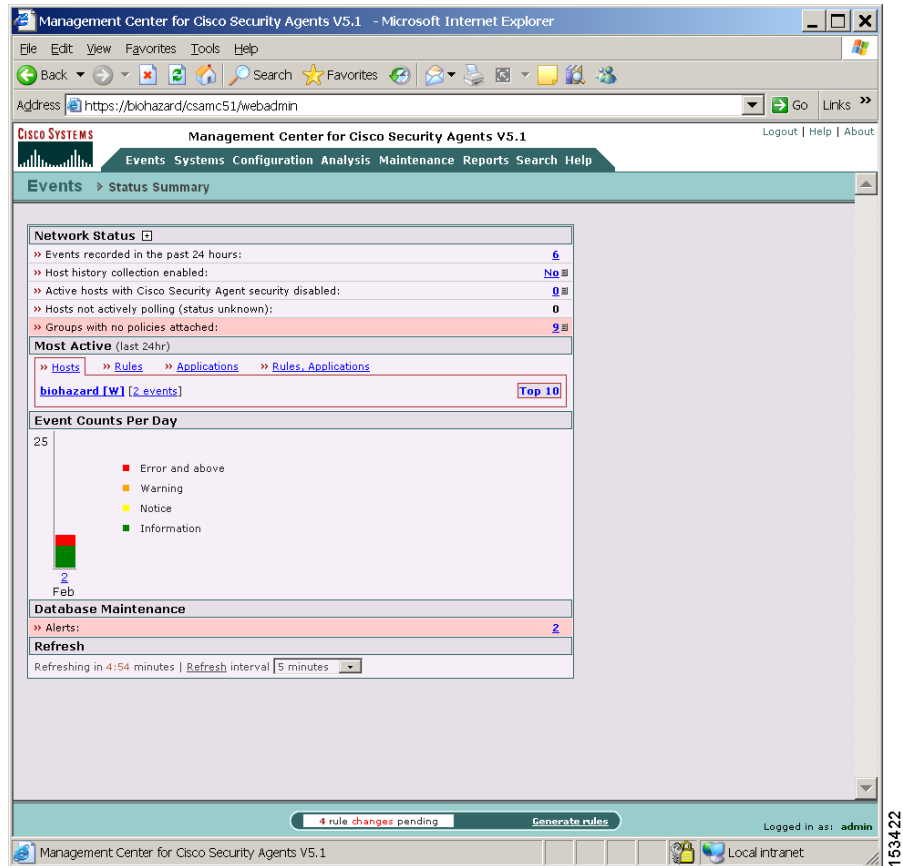 Management Center for Cisco Security Agents V5.1 - Microsoft Internet Explorer
File Edit View Favorites Tools Help
Back Search Favorites
Address https://biohazard/csamc51/webadmin Go Links »
CISCO SYSTEMS Management Center for Cisco Security Agents V5.1 Logout | Help | About
Events Systems Configuration Analysis Maintenance Reports Search Help
Events > Status Summary
Network Status +
» Events recorded in the past 24 hours: 6
» Host history collection enabled: No
» Active hosts with Cisco Security Agent security disabled: 0
» Hosts not actively polling (status unknown): 0
» Groups with no policies attached: 9
Most Active (last 24hr)
» Hosts » Rules » Applications » Rules, Applications
biohazard [W] [2 events] Top 10
Event Counts Per Day
25
Error and above
Warning
Notice
Information
2
Feb
Database Maintenance
» Alerts: 2
Refresh
Refreshing in 4:54 minutes | Refresh interval 5 minutes
4 rule changes pending Generate rules
Logged in as: admin
Management Center for Cisco Security Agents V5.1 Local intranet
153422